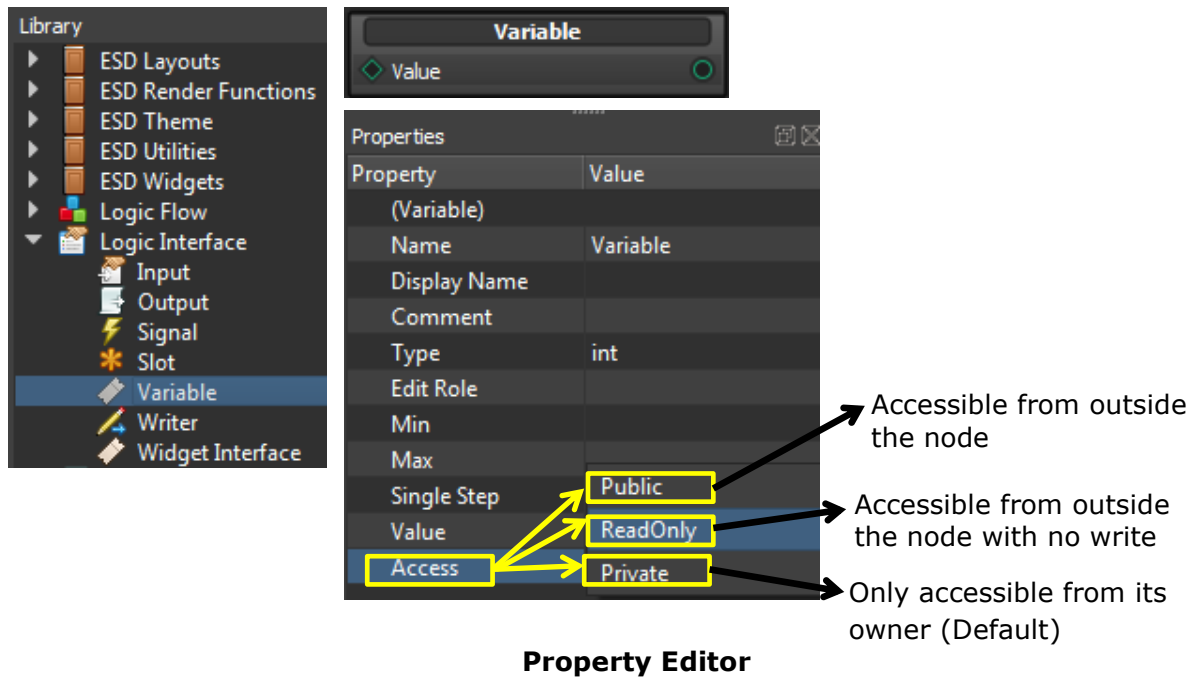 Library
ESD Layouts
ESD Render Functions
ESD Theme
ESD Utilities
ESD Widgets
Logic Flow
Logic Interface
Input
Output
Signal
Slot
Variable
Writer
Widget Interface
Variable
Value
Properties
Property Value
(Variable)
Name Variable
Display Name
Comment
Type int
Edit Role
Min
Max
Single Step Public
Value ReadOnly
Access Private
Accessible from outside
the node
Accessible from outside
the node with no write
Only accessible from its
owner (Default)
Property Editor